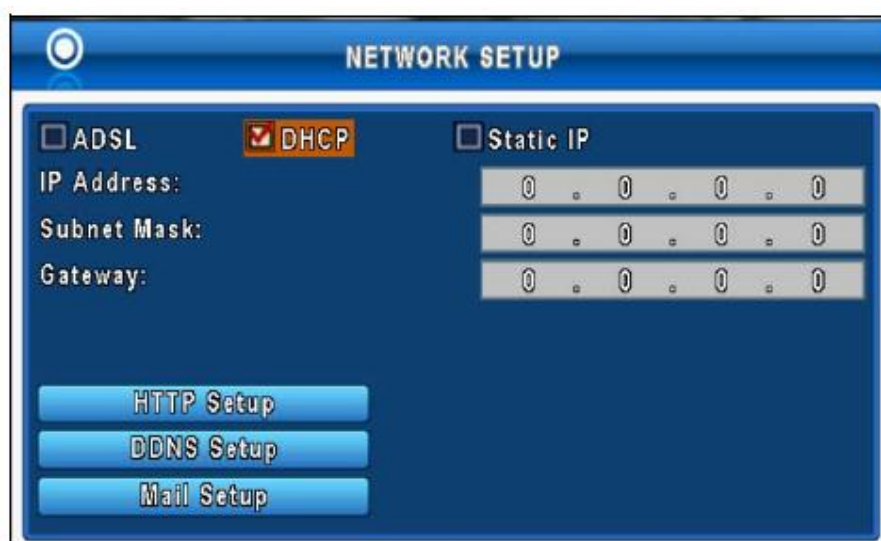 NETWORK SETUP
ADSL DHCP Static IP
IP Address: 0 . 0 . 0 . 0
Subnet Mask: 0 . 0 . 0 . 0
Gateway: 0 . 0 . 0 . 0
HTTP Setup
DDNS Setup
Mail Setup